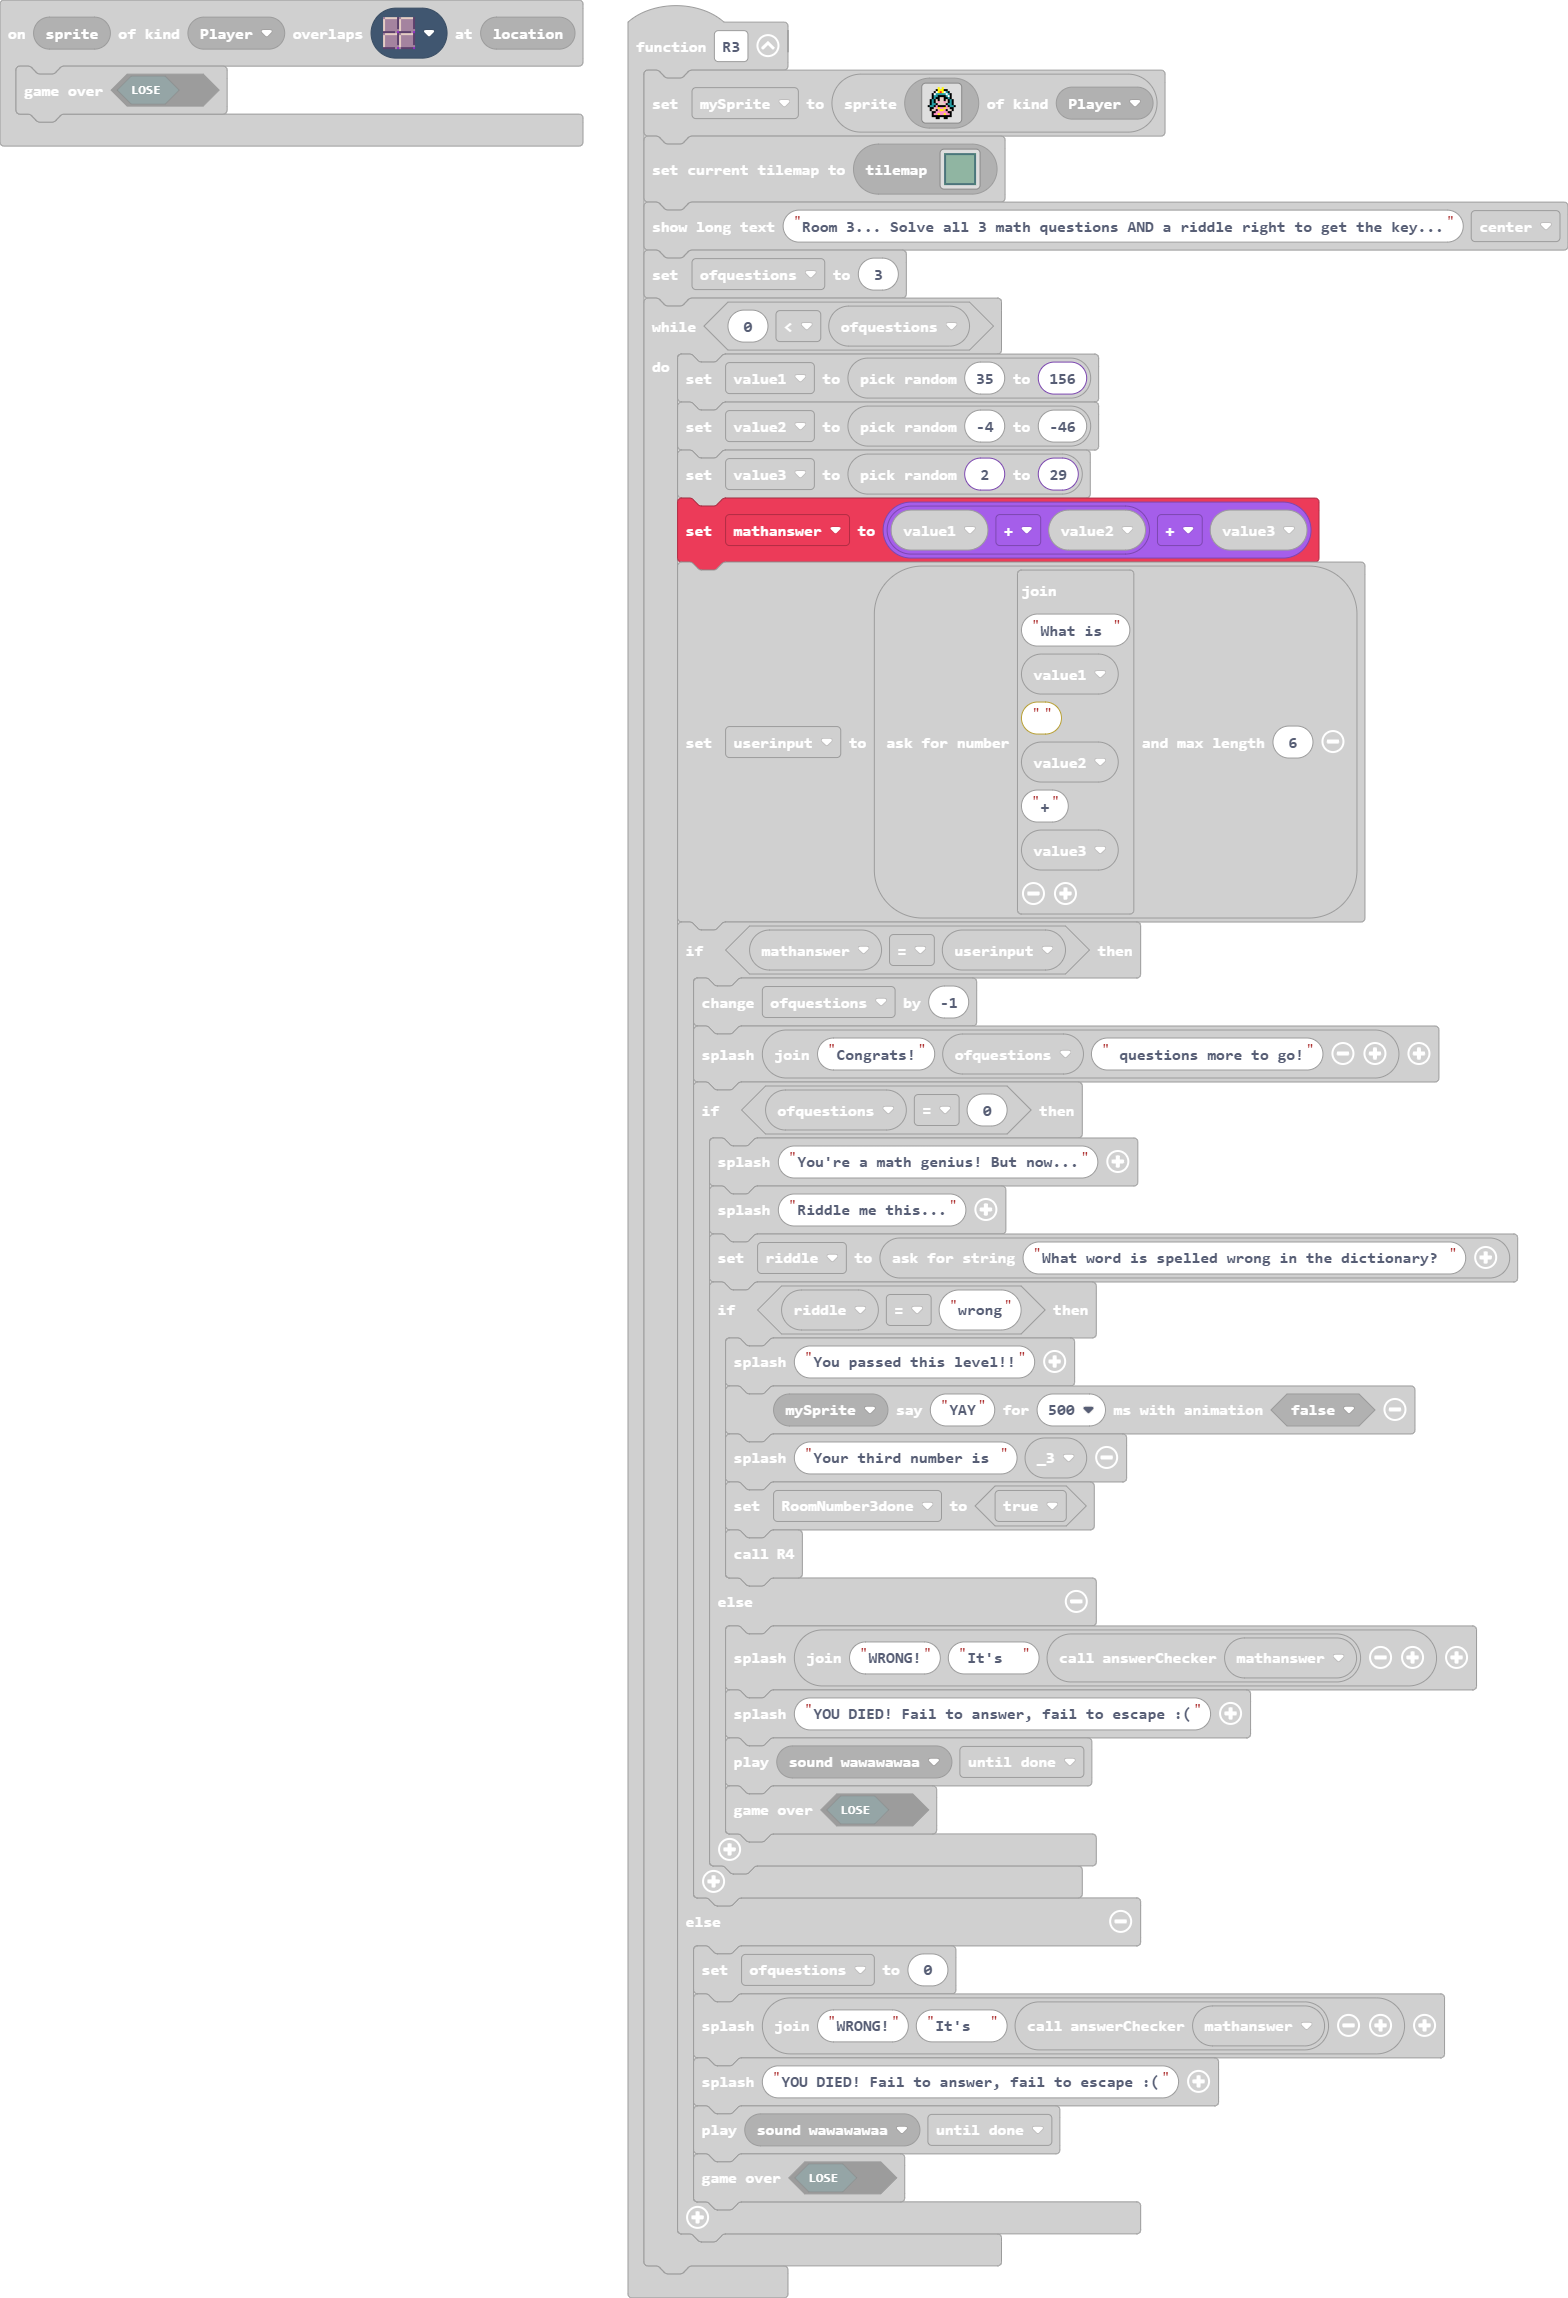 on sprite of kind Player overlaps at location
game over LOSE
function R3
set mySprite to sprite of kind Player
set current tilemap to tilemap
show long text "Room 3... Solve all 3 math questions AND a riddle right to get the key..." center
set ofquestions to 3
while 0 < ofquestions
do
set value1 to pick random 35 to 156
set value2 to pick random -4 to -46
set value3 to pick random 2 to 29
set mathanswer to value1 + value2 + value3
join
"What is "
value1
""
set userinput to ask for number and max length 6
value2
"+"
value3
if mathanswer = userinput then
change ofquestions by -1
splash join "Congrats!" ofquestions " questions more to go!"
if ofquestions = 0 then
splash "You're a math genius! But now..."
splash "Riddle me this..."
set riddle to ask for string "What word is spelled wrong in the dictionary? "
if riddle = "wrong" then
splash "You passed this level!!"
mySprite say "YAY" for 500 ms with animation false
splash "Your third number is " _3
set RoomNumber3done to true
call R4
else
splash join "WRONG!" "It's  " call answerChecker mathanswer
splash "YOU DIED! Fail to answer, fail to escape :("
play sound wawawawaa until done
game over LOSE
else
set ofquestions to 0
splash join "WRONG!" "It's  " call answerChecker mathanswer
splash "YOU DIED! Fail to answer, fail to escape :("
play sound wawawawaa until done
game over LOSE